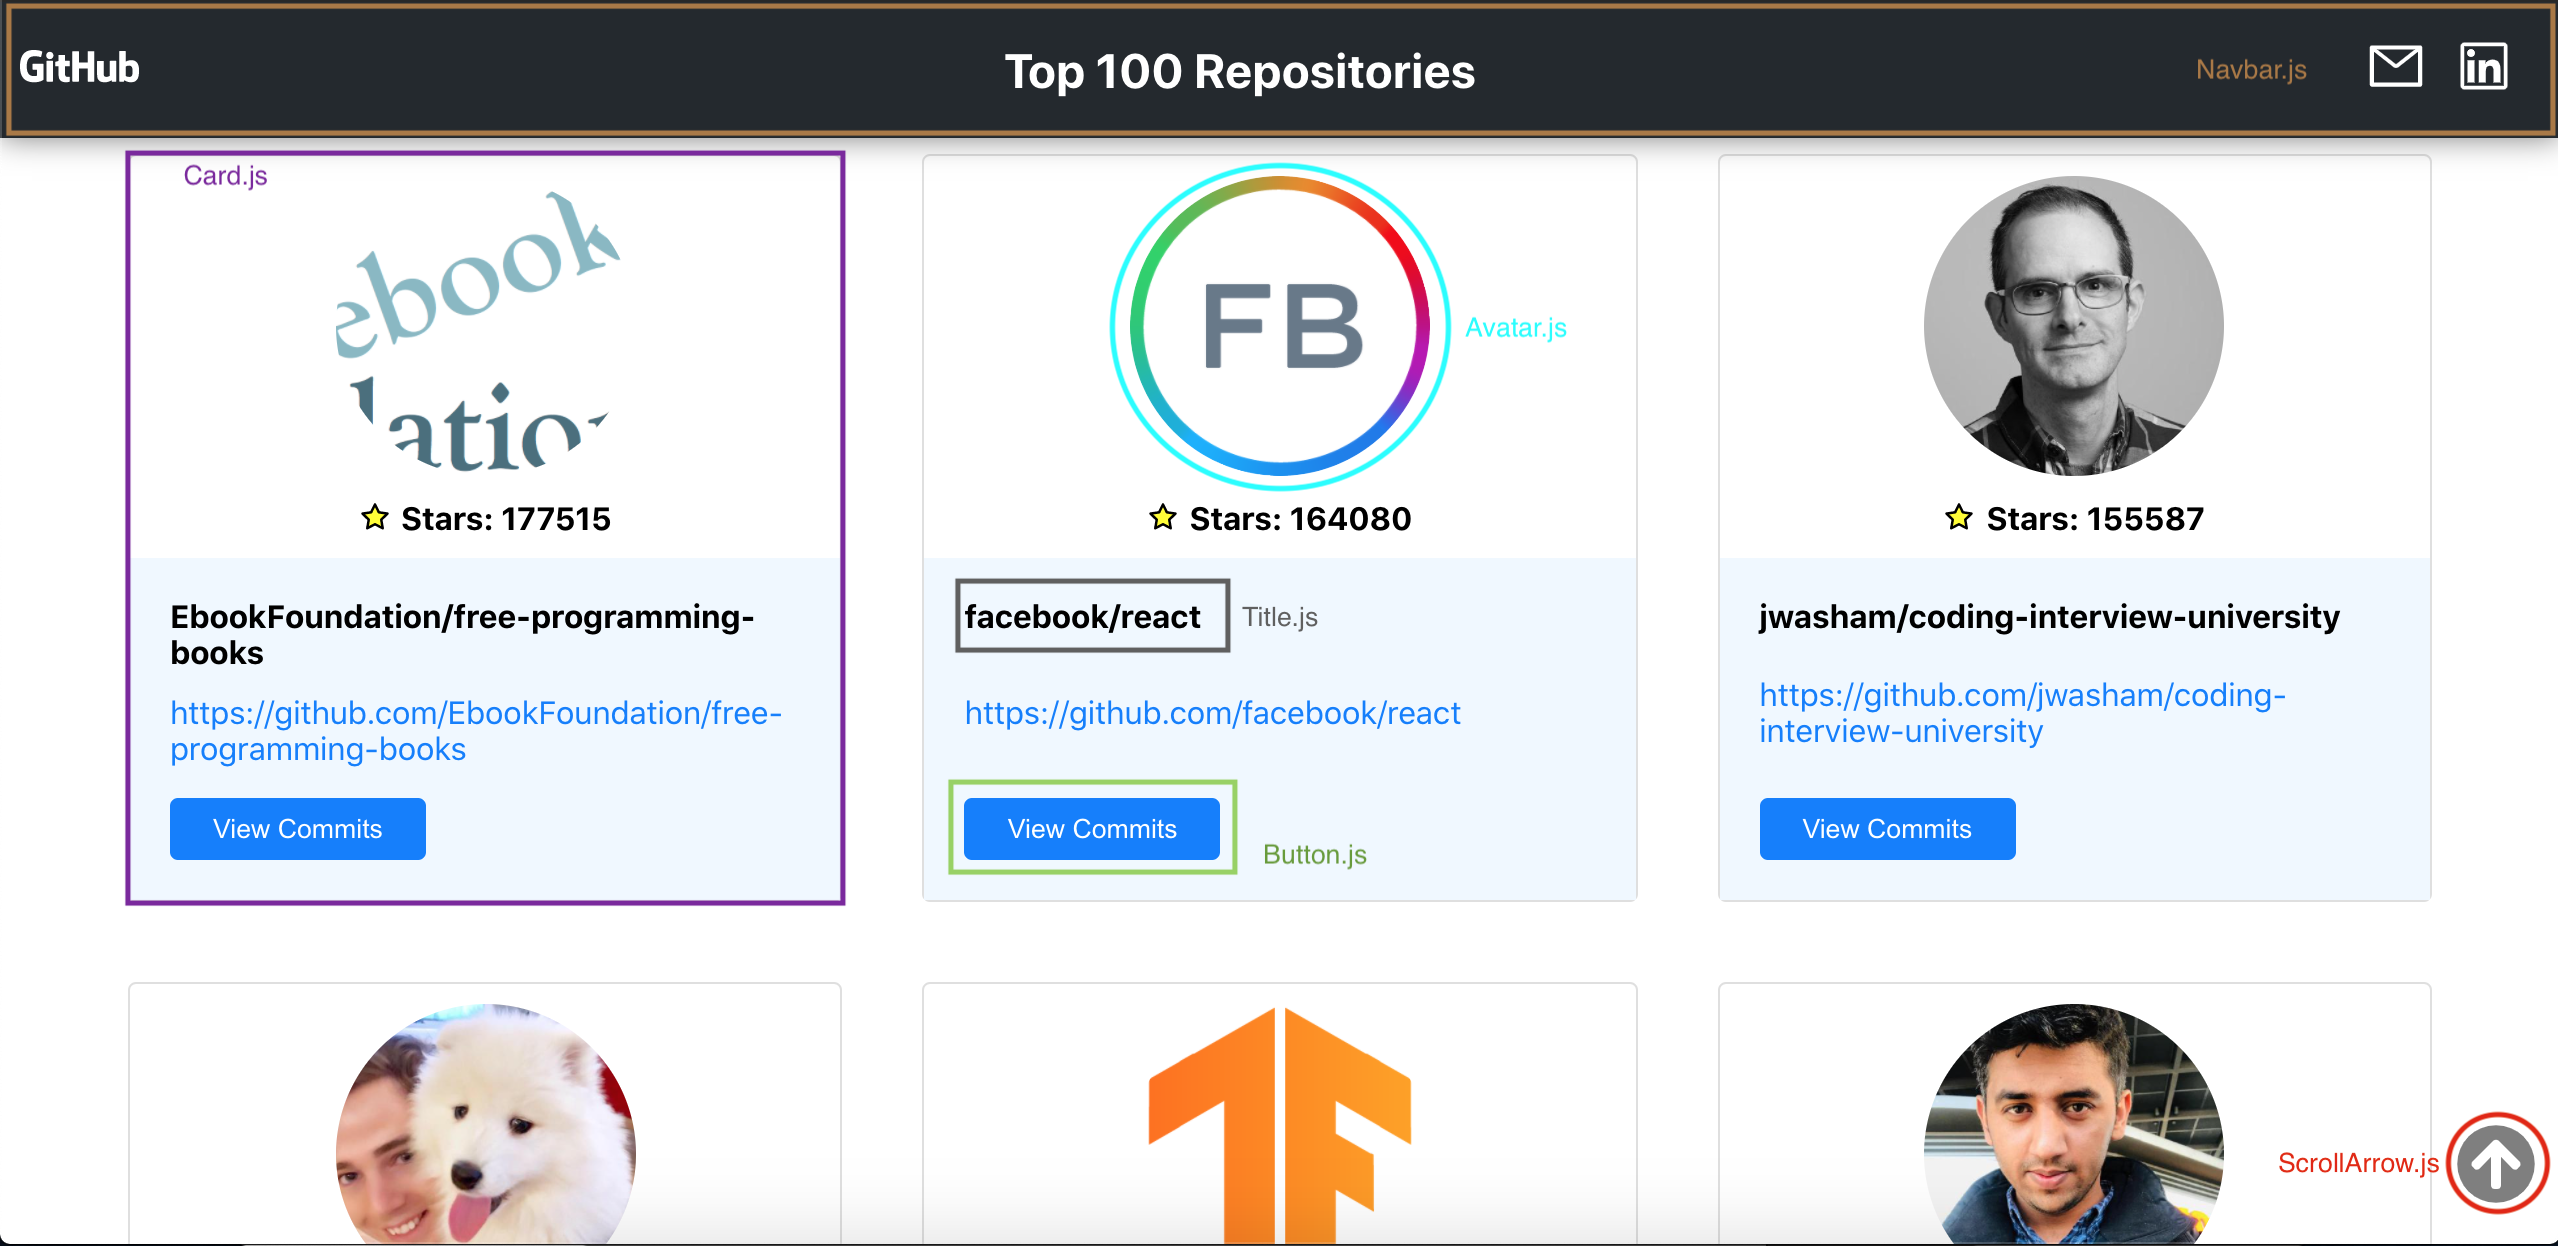 GitHub
Top 100 Repositories
Navbar.js
in
Card.js
ebook
dation
Stars: 177515
EbookFoundation/free-programming-
books
https://github.com/EbookFoundation/free-
programming-books
View Commits
FB
Avatar.js
Stars: 164080
facebook/react
Title.js
https://github.com/facebook/react
View Commits
Button.js
Stars: 155587
jwasham/coding-interview-university
https://github.com/jwasham/coding-
interview-university
View Commits
ScrollArrow.js